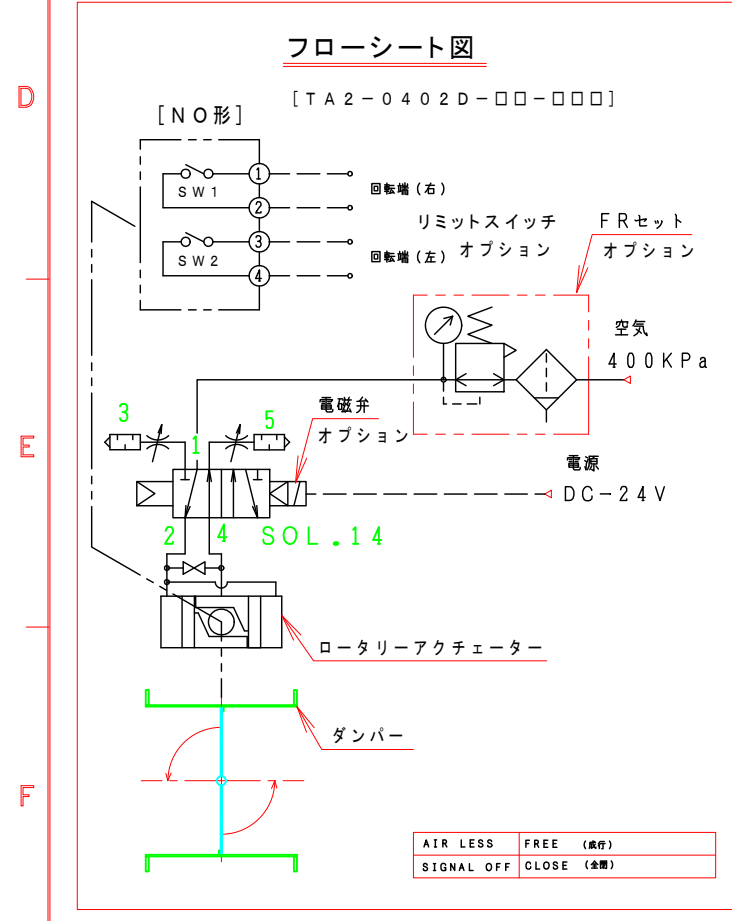 フローシート図
D
[TA2-0402D-□□-□□□]
[NO形]
1
SW1
回転端(右)
2
リミットスイッチ
オプション
FRセット
オプション
3
SW2
回転端(左)
4
空気
400KPa
電磁弁
オプション
3
1
5
E
電源
DC-24V
2
4
SOL.14
ロータリーアクチェーター
ダンパー
F
AIR LESS FREE (成行)
SIGNAL OFF CLOSE (全閉)